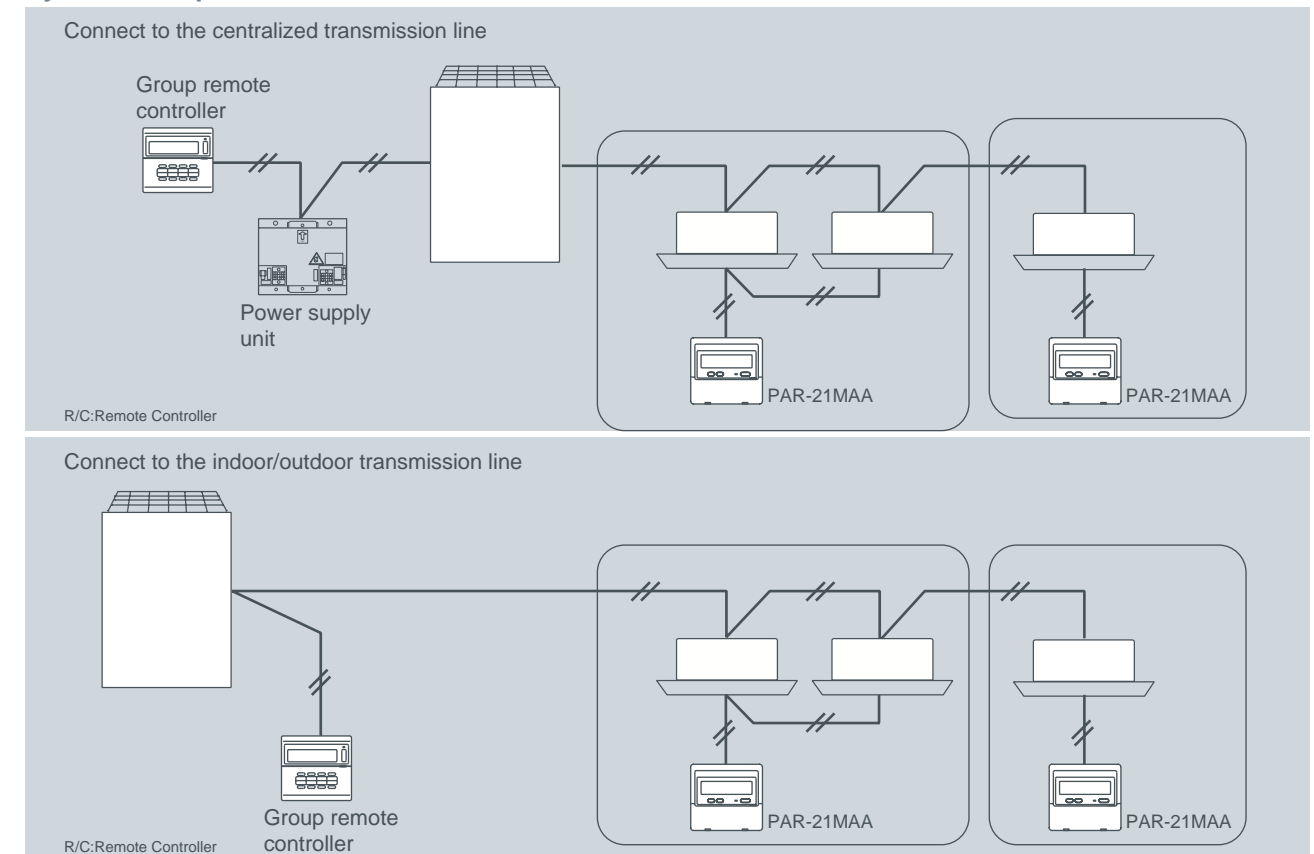 Connect to the centralized transmission line
Group remote
controller
Power supply
unit
PAR-21MAA
PAR-21MAA
R/C:Remote Controller
Connect to the indoor/outdoor transmission line
Group remote
controller
PAR-21MAA
PAR-21MAA
R/C:Remote Controller